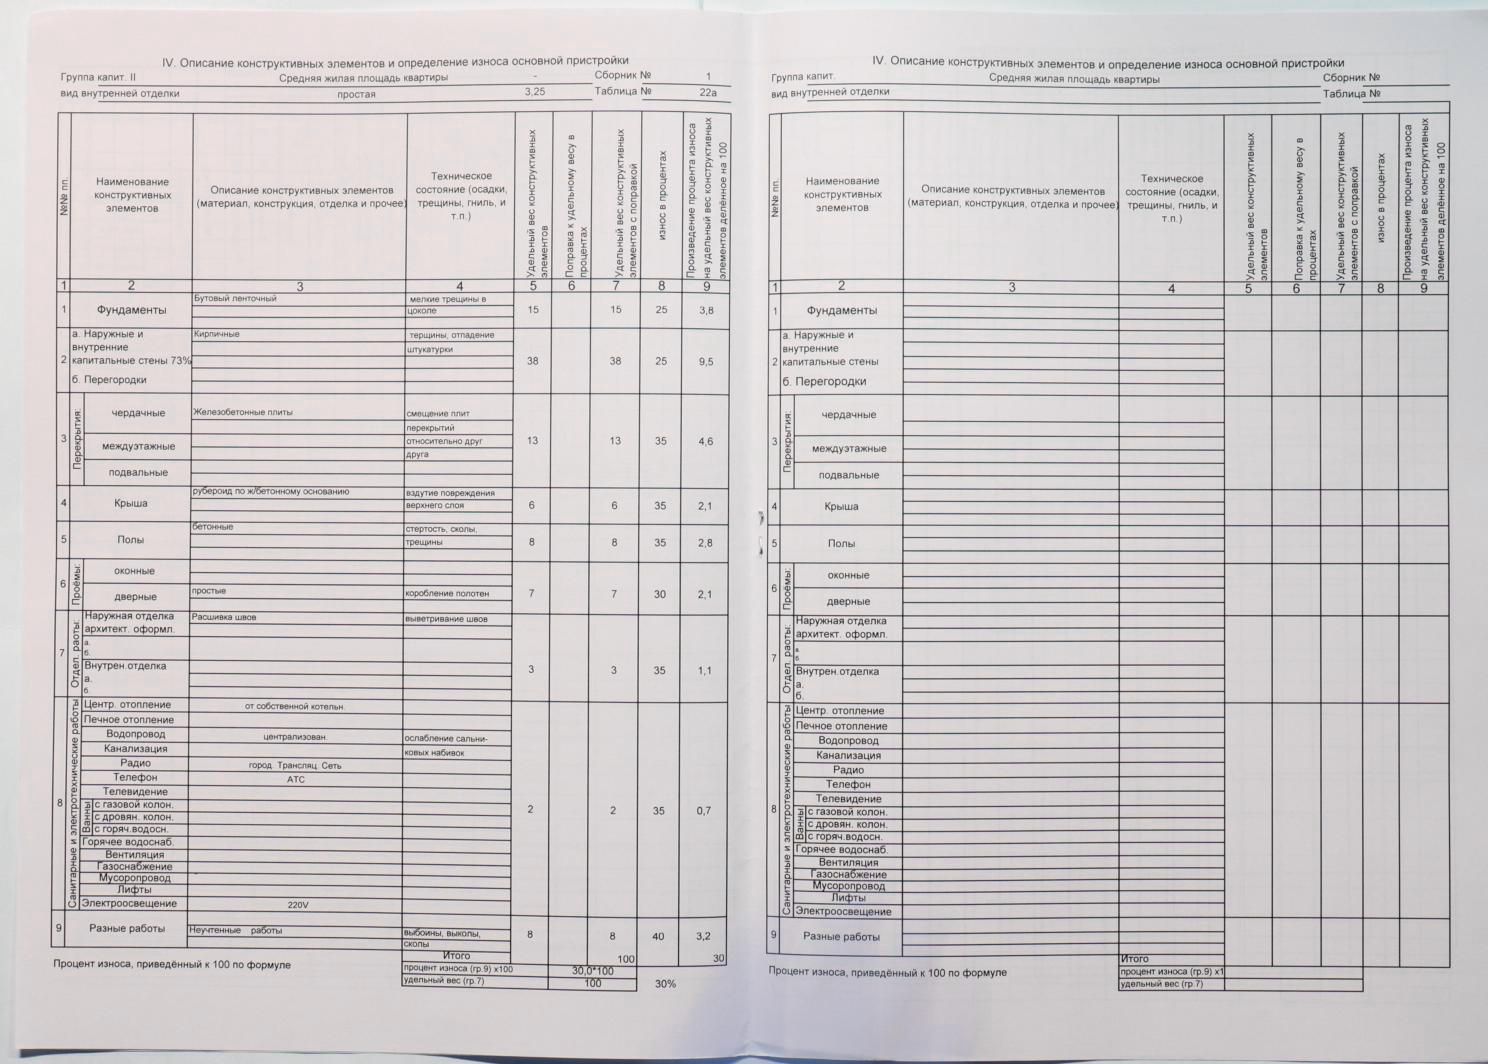 IV. Описание конструктивных элементов и определение износа основной пристройки
Группа капит. II Средняя жилая площадь квартиры - Сборник № 1
вид внутренней отделки простая 3,25 Таблица № 22а
№№ пп.
Наименование конструктивных элементов
Описание конструктивных элементов (материал, конструкция, отделка и прочее)
Техническое состояние (осадки, трещины, гниль, и т.п.)
Удельный вес конструктивных элементов
Поправка к удельному весу в процентах
Удельный вес конструктивных элементов с поправкой
износ в процентах
Произведение процента износа на удельный вес конструктивных элементов делённое на 100
1 2 3 4 5 6 7 8 9
1 Фундаменты Бутовый ленточный мелкие трещины в цоколе 15 15 25 3,8
2 а. Наружные и внутренние капитальные стены 73% Кирпичные терщины, отпадение штукатурки 38 38 25 9,5
б. Перегородки
3 Перекрытия: чердачные Железобетонные плиты смещение плит перекрытий относительно друг друга 13 13 35 4,6
междуэтажные
подвальные
4 Крыша рубероид по ж/бетонному основанию вздутие повреждения верхнего слоя 6 6 35 2,1
5 Полы бетонные стертость, сколы, трещины 8 8 35 2,8
6 Проёмы: оконные
дверные простые коробление полотен 7 7 30 2,1
7 Отдел. раоты: Наружная отделка архитект. оформл. Расшивка швов выветривание швов 3 3 35 1,1
а.
б.
Внутрен.отделка
а.
б.
8 Санитарные и электротехнические работы
Центр. отопление от собственной котельн.
Печное отопление
Водопровод централизован. ослабление сальни-
Канализация ковых набивок
Радио город. Трансляц. Сеть
Телефон АТС
Телевидение
2 2 35 0,7
Ванны с газовой колон.
с дровян. колон.
с горяч.водосн.
Горячее водоснаб.
Вентиляция
Газоснабжение
Мусоропровод
Лифты
Электроосвещение 220V
9 Разные работы Неучтенные работы выбоины, выколы, сколы 8 8 40 3,2
Итого 100 30
Процент износа, приведённый к 100 по формуле
процент износа (гр.9) х100 30,0*100
удельный вес (гр.7) 100 30%
IV. Описание конструктивных элементов и определение износа основной пристройки
Группа капит. Средняя жилая площадь квартиры Сборник №
вид внутренней отделки Таблица №
№№ пп.
Наименование конструктивных элементов
Описание конструктивных элементов (материал, конструкция, отделка и прочее)
Техническое состояние (осадки, трещины, гниль, и т.п.)
Удельный вес конструктивных элементов
Поправка к удельному весу в процентах
Удельный вес конструктивных элементов с поправкой
износ в процентах
Произведение процента износа на удельный вес конструктивных элементов делённое на 100
1 2 3 4 5 6 7 8 9
1 Фундаменты
2 а. Наружные и внутренние капитальные стены
б. Перегородки
3 Перекрытия: чердачные
междуэтажные
подвальные
4 Крыша
5 Полы
6 Проёмы: оконные
дверные
7 Отдел. раоты: Наружная отделка архитект. оформл.
а.
б
Внутрен.отделка
а.
б.
8 Санитарные и электротехнические работы
Центр. отопление
Печное отопление
Водопровод
Канализация
Радио
Телефон
Телевидение
Ванны с газовой колон.
с дровян. колон.
с горяч.водосн.
Горячее водоснаб.
Вентиляция
Газоснабжение
Мусоропровод
Лифты
Электроосвещение
9 Разные работы
Итого
Процент износа, приведённый к 100 по формуле
процент износа (гр.9) х1
удельный вес (гр.7)